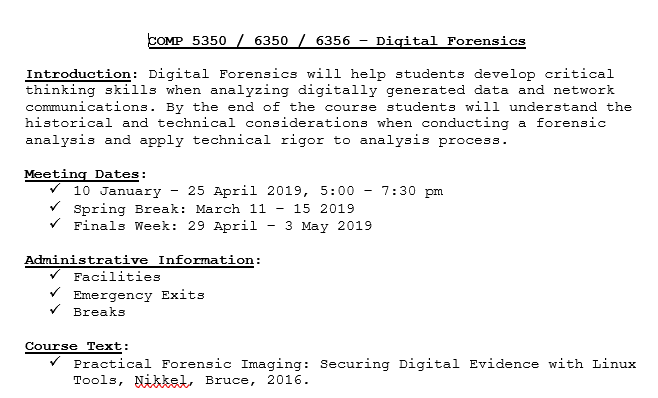 COMP 5350 / 6350 / 6356 – Digital Forensics
Introduction: Digital Forensics will help students develop critical
thinking skills when analyzing digitally generated data and network
communications. By the end of the course students will understand the
historical and technical considerations when conducting a forensic
analysis and apply technical rigor to analysis process.
Meeting Dates:
✓ 10 January – 25 April 2019, 5:00 – 7:30 pm
✓ Spring Break: March 11 – 15 2019
✓ Finals Week: 29 April – 3 May 2019
Administrative Information:
✓ Facilities
✓ Emergency Exits
✓ Breaks
Course Text:
✓ Practical Forensic Imaging: Securing Digital Evidence with Linux
Tools, Nikkel, Bruce, 2016.